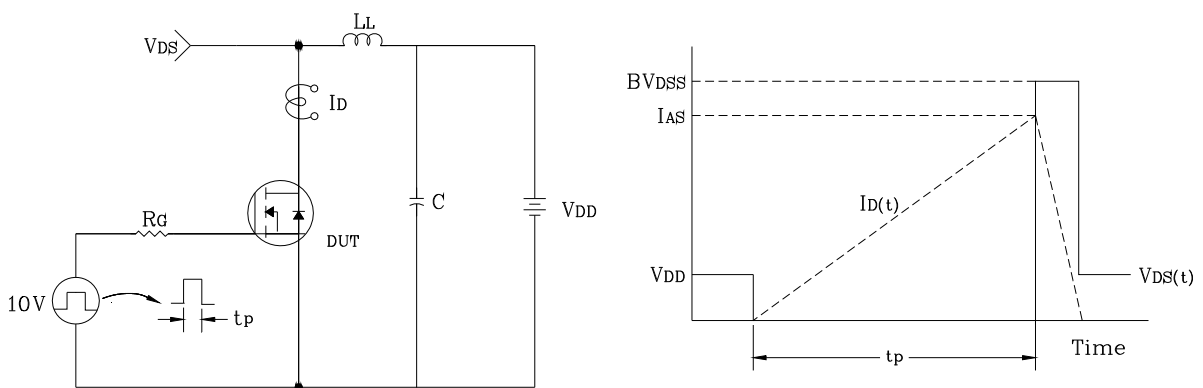 LL
VDS
ID
RG
DUT
C
VDD
10V
tp
BVDSS
IAS
ID(t)
VDD
VDS(t)
tp
Time